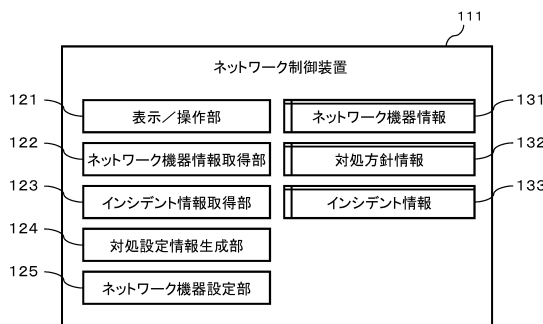 111
ネットワーク制御装置
121
表示／操作部
ネットワーク機器情報
131
122
ネットワーク機器情報取得部
対処方針情報
132
123
インシデント情報取得部
インシデント情報
133
124
対処設定情報生成部
125
ネットワーク機器設定部